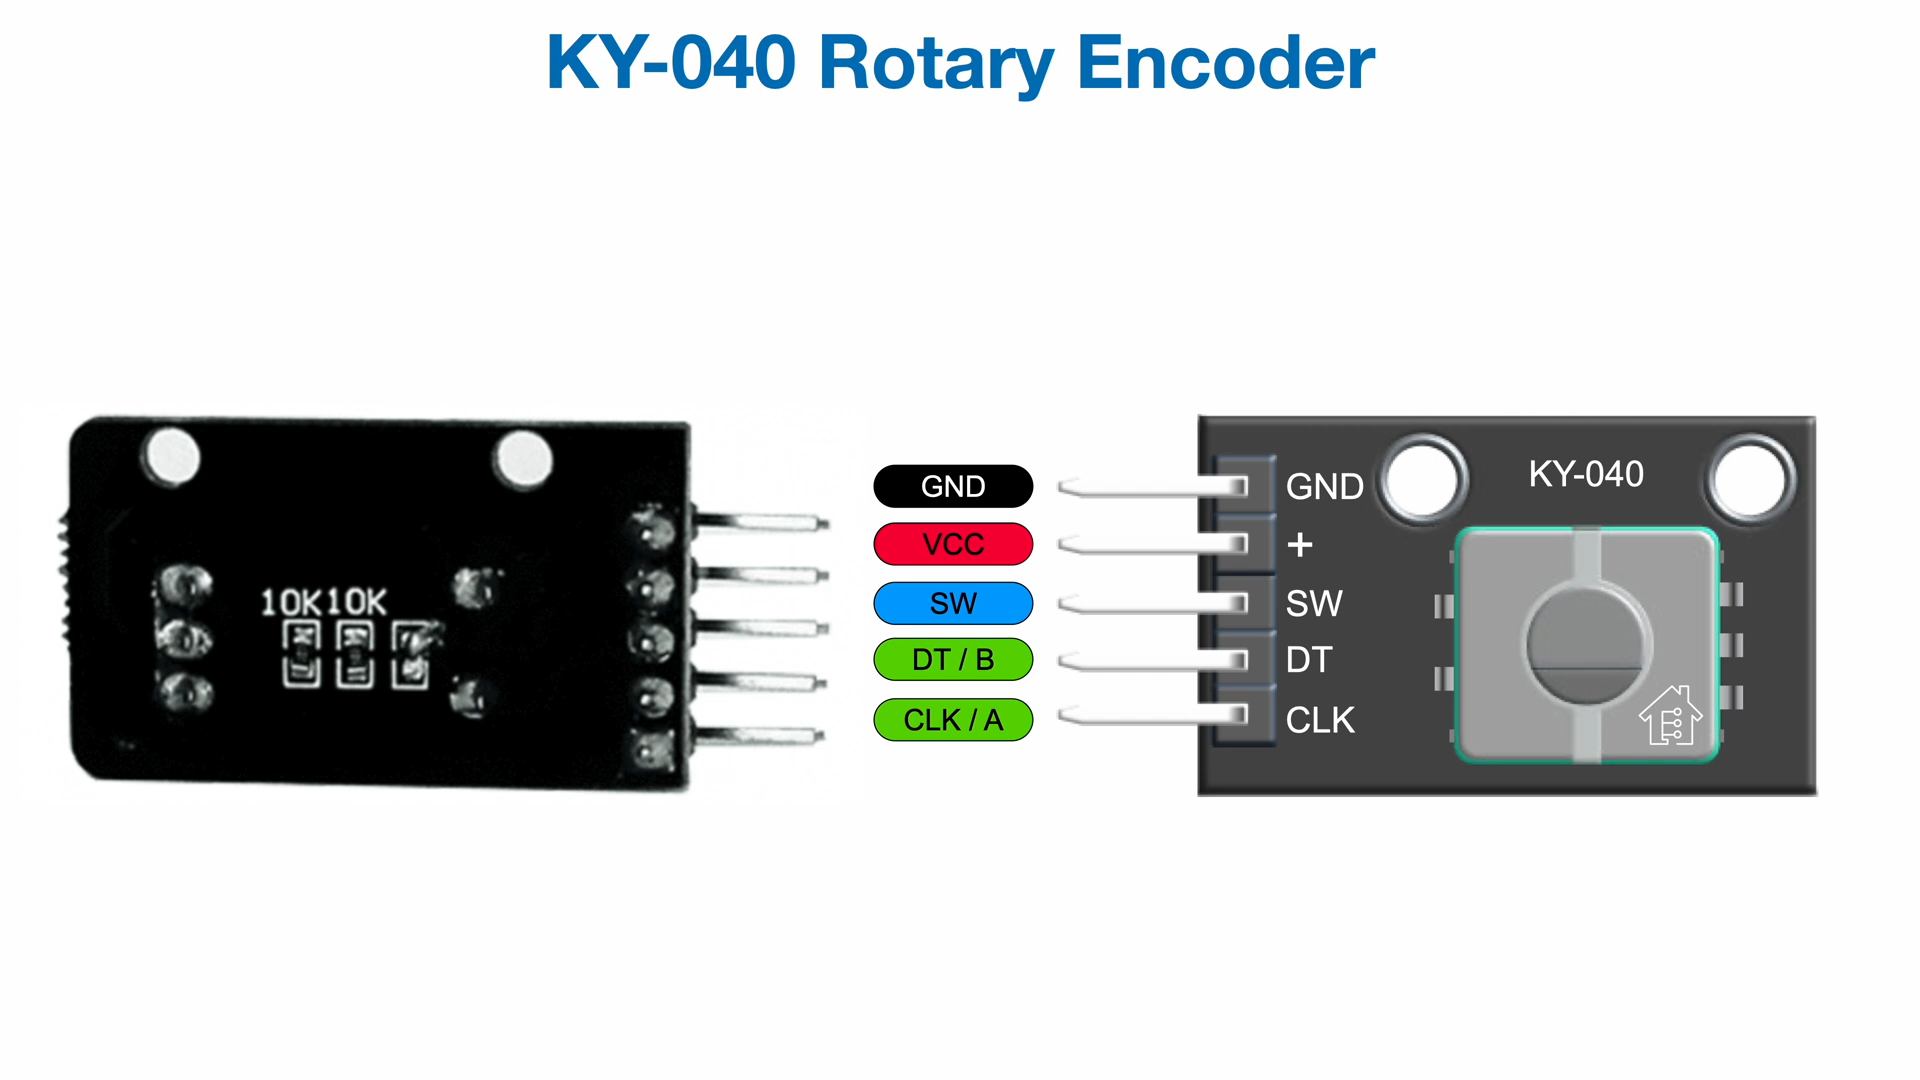 KY-040 Rotary Encoder
10K10K
GND
VCC
SW
DT / B
CLK / A
GND
+
SW
DT
CLK
KY-040